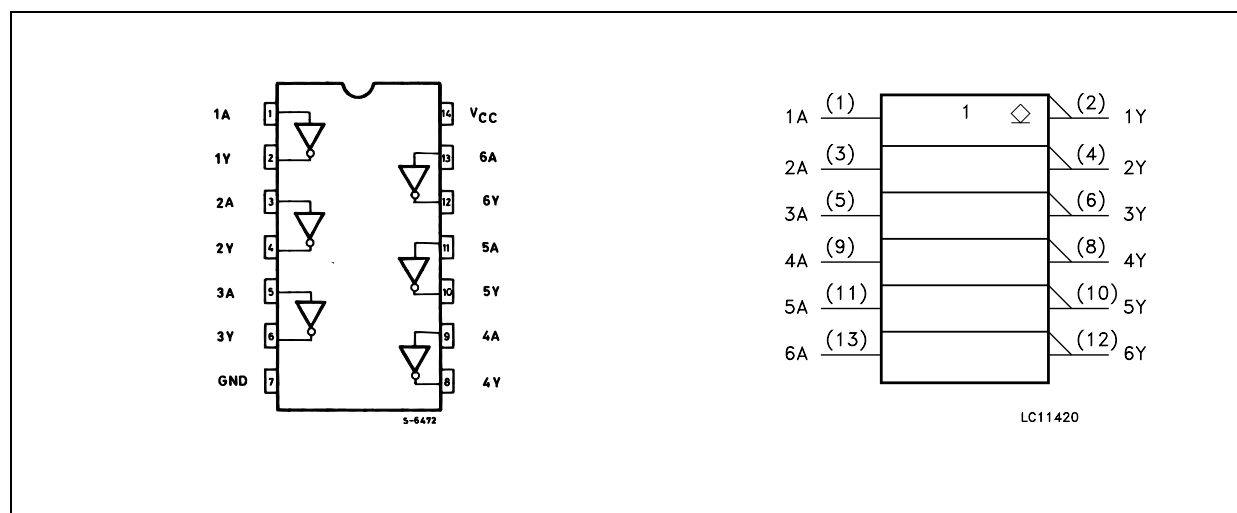 1A 1 14 VCC
1Y 2 13 6A
2A 3 12 6Y
2Y 4 11 5A
3A 5 10 5Y
3Y 6 9 4A
GND 7 8 4Y
S-6472
1A (1) 1 (2) 1Y
2A (3) (4) 2Y
3A (5) (6) 3Y
4A (9) (8) 4Y
5A (11) (10) 5Y
6A (13) (12) 6Y
LC11420